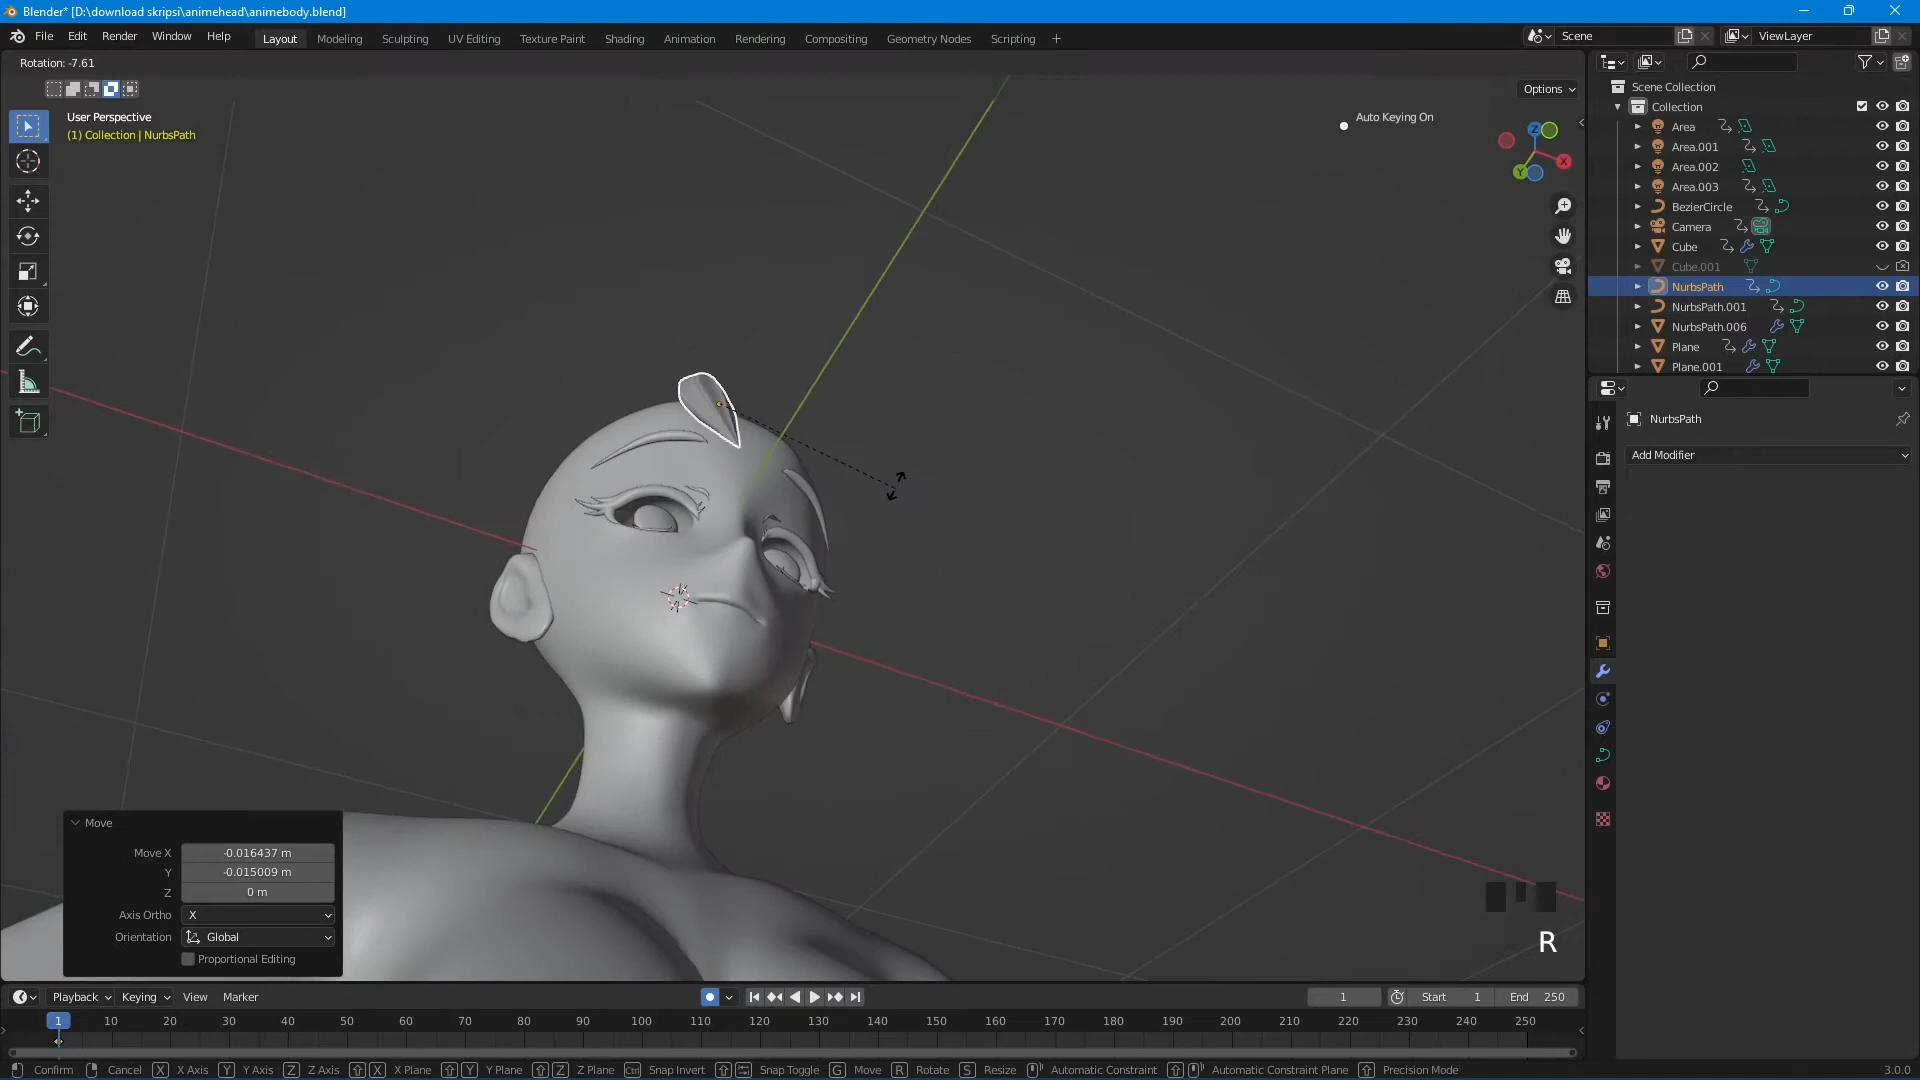 Blender* [D:\download skripsi\animehead\animebody.blend]
File Edit Render Window Help
Layout Modeling Sculpting UV Editing Texture Paint Shading Animation Rendering Compositing Geometry Nodes Scripting +
Scene
ViewLayer
Rotation: -7.61
Options
User Perspective
(1) Collection | NurbsPath
Auto Keying On
Z
X
Y
Scene Collection
Collection
Area
Area.001
Area.002
Area.003
BezierCircle
Camera
Cube
Cube.001
NurbsPath
NurbsPath.001
NurbsPath.006
Plane
Plane.001
NurbsPath
Add Modifier
Move
Move X -0.016437 m
Y -0.015009 m
Z 0 m
Axis Ortho X
Orientation Global
Proportional Editing
R
Playback Keying View Marker
1 Start 1 End 250
1 10 20 30 40 50 60 70 80 90 100 110 120 130 140 150 160 170 180 190 200 210 220 230 240 250
Confirm Cancel X X Axis Y Y Axis Z Z Axis X X Plane Y Y Plane Z Z Plane Ctrl Snap Invert Snap Toggle G Move R Rotate S Resize Automatic Constraint Automatic Constraint Plane Precision Mode 3.0.0